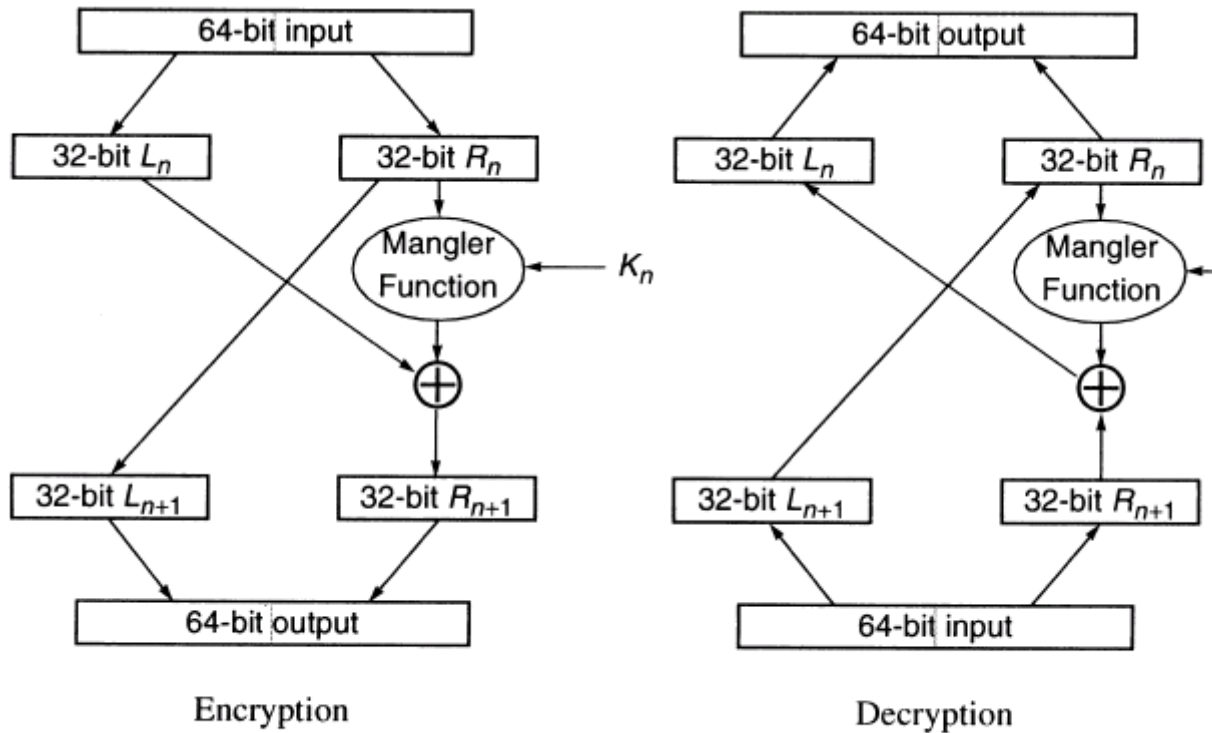 64-bit input
32-bit Lₙ
32-bit Rₙ
Mangler
Function
Kₙ
32-bit Lₙ₊₁
32-bit Rₙ₊₁
64-bit output
Encryption
64-bit output
32-bit Lₙ
32-bit Rₙ
Mangler
Function
32-bit Lₙ₊₁
32-bit Rₙ₊₁
64-bit input
Decryption